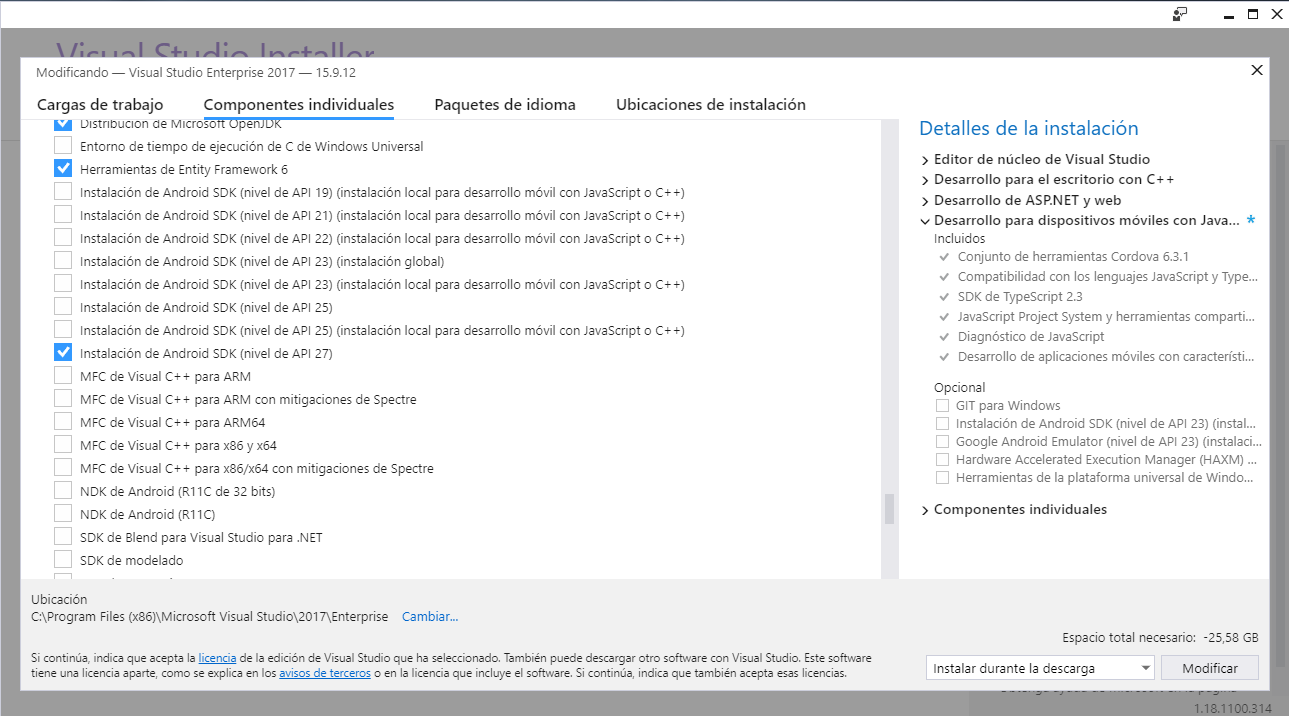 Visual Studio Installer
Modificando — Visual Studio Enterprise 2017 — 15.9.12
Cargas de trabajo
Componentes individuales
Paquetes de idioma
Ubicaciones de instalación
Distribución de Microsoft OpenJDK
Entorno de tiempo de ejecución de C de Windows Universal
Herramientas de Entity Framework 6
Instalación de Android SDK (nivel de API 19) (instalación local para desarrollo móvil con JavaScript o C++)
Instalación de Android SDK (nivel de API 21) (instalación local para desarrollo móvil con JavaScript o C++)
Instalación de Android SDK (nivel de API 22) (instalación local para desarrollo móvil con JavaScript o C++)
Instalación de Android SDK (nivel de API 23) (instalación global)
Instalación de Android SDK (nivel de API 23) (instalación local para desarrollo móvil con JavaScript o C++)
Instalación de Android SDK (nivel de API 25)
Instalación de Android SDK (nivel de API 25) (instalación local para desarrollo móvil con JavaScript o C++)
Instalación de Android SDK (nivel de API 27)
MFC de Visual C++ para ARM
MFC de Visual C++ para ARM con mitigaciones de Spectre
MFC de Visual C++ para ARM64
MFC de Visual C++ para x86 y x64
MFC de Visual C++ para x86/x64 con mitigaciones de Spectre
NDK de Android (R11C de 32 bits)
NDK de Android (R11C)
SDK de Blend para Visual Studio para .NET
SDK de modelado
Detalles de la instalación
Editor de núcleo de Visual Studio
Desarrollo para el escritorio con C++
Desarrollo de ASP.NET y web
Desarrollo para dispositivos móviles con Java... *
Incluidos
Conjunto de herramientas Cordova 6.3.1
Compatibilidad con los lenguajes JavaScript y Type...
SDK de TypeScript 2.3
JavaScript Project System y herramientas comparti...
Diagnóstico de JavaScript
Desarrollo de aplicaciones móviles con característi...
Opcional
GIT para Windows
Instalación de Android SDK (nivel de API 23) (instal...
Google Android Emulator (nivel de API 23) (instalaci...
Hardware Accelerated Execution Manager (HAXM) ...
Herramientas de la plataforma universal de Windo...
Componentes individuales
Ubicación
C:\Program Files (x86)\Microsoft Visual Studio\2017\Enterprise Cambiar...
Espacio total necesario: -25,58 GB
Si continúa, indica que acepta la licencia de la edición de Visual Studio que ha seleccionado. También puede descargar otro software con Visual Studio. Este software
tiene una licencia aparte, como se explica en los avisos de terceros o en la licencia que incluye el software. Si continúa, indica que también acepta esas licencias.
Instalar durante la descarga
Modificar
1.18.1100.314